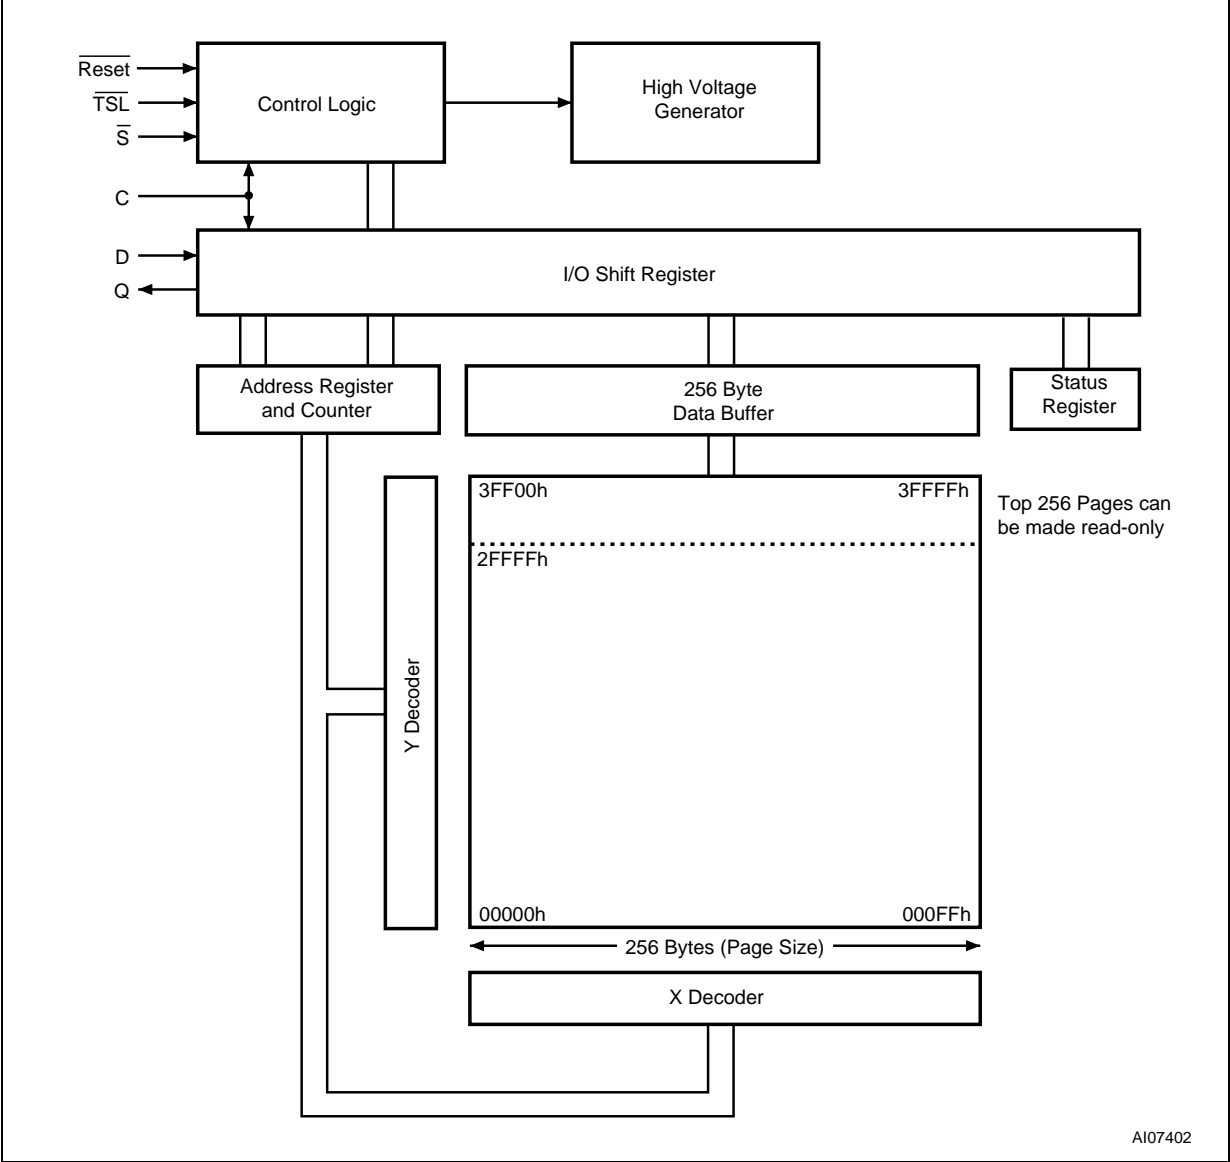 Reset
TSL
S
C
D
Q
Control Logic
High Voltage
Generator
I/O Shift Register
Address Register
and Counter
256 Byte
Data Buffer
Status
Register
3FF00h 3FFFFh
Top 256 Pages can
be made read-only
2FFFFh
Y Decoder
00000h 000FFh
256 Bytes (Page Size)
X Decoder
AI07402